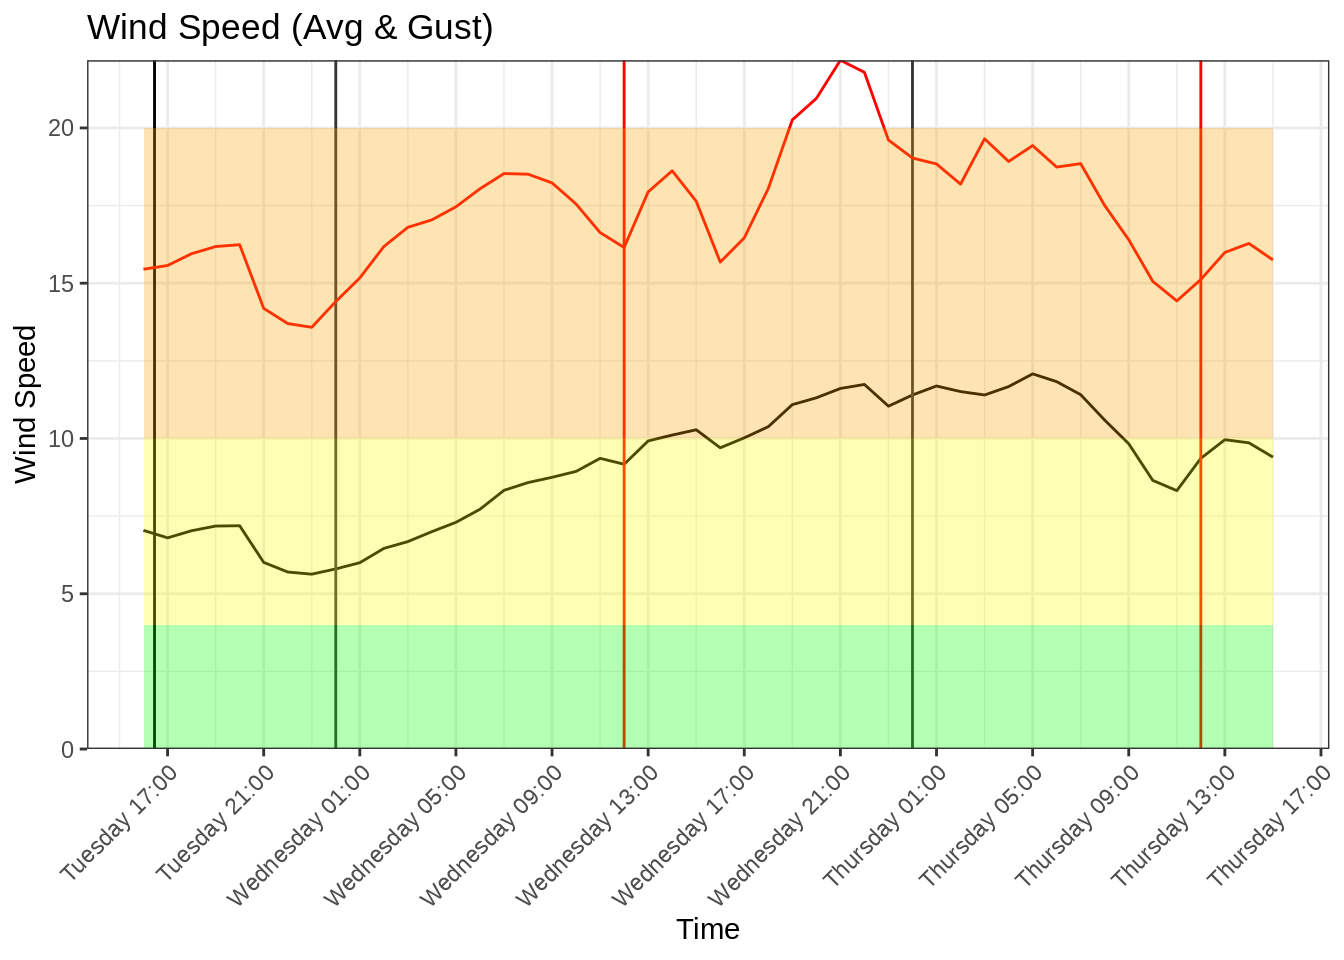 Wind Speed (Avg & Gust)
Wind Speed
20
15
10
5
0
Tuesday 17:00
Tuesday 21:00
Wednesday 01:00
Wednesday 05:00
Wednesday 09:00
Wednesday 13:00
Wednesday 17:00
Wednesday 21:00
Thursday 01:00
Thursday 05:00
Thursday 09:00
Thursday 13:00
Thursday 17:00
Time